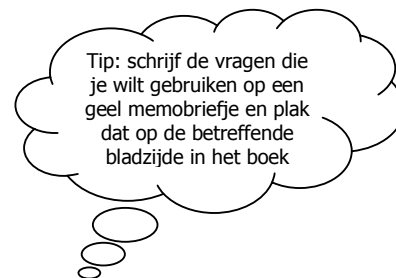 Tip: schrijf de vragen die
je wilt gebruiken op een
geel memobriefje en plak
dat op de betreffende
bladzijde in het boek